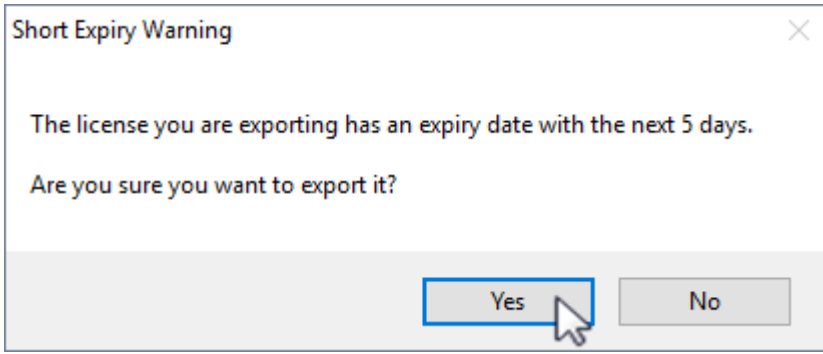 Short Expiry Warning
The license you are exporting has an expiry date with the next 5 days.
Are you sure you want to export it?
Yes
No